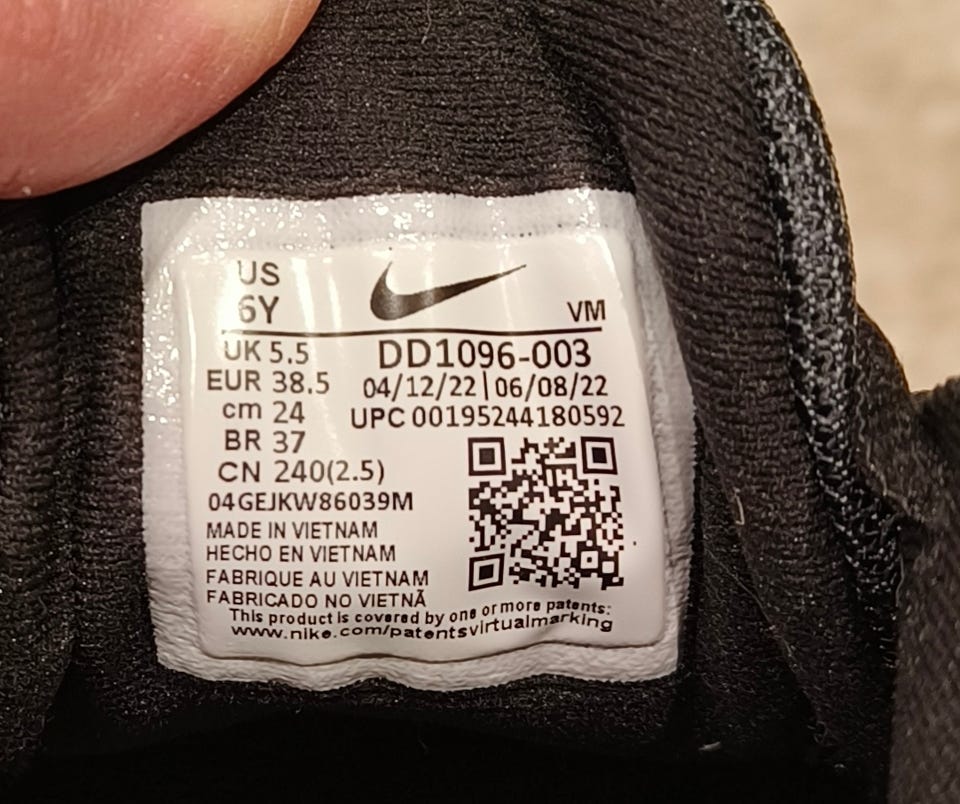 US
6Y
VM
UK 5.5
EUR 38.5
cm 24
BR 37
CN 240(2.5)
DD1096-003
04/12/22|06/08/22
UPC 00195244180592
04GEJKW86039M
MADE IN VIETNAM
HECHO EN VIETNAM
FABRIQUE AU VIETNAM
FABRICADO NO VIETNÃ
This product is covered by one or more patents:
www.nike.com/patentsvirtualmarking